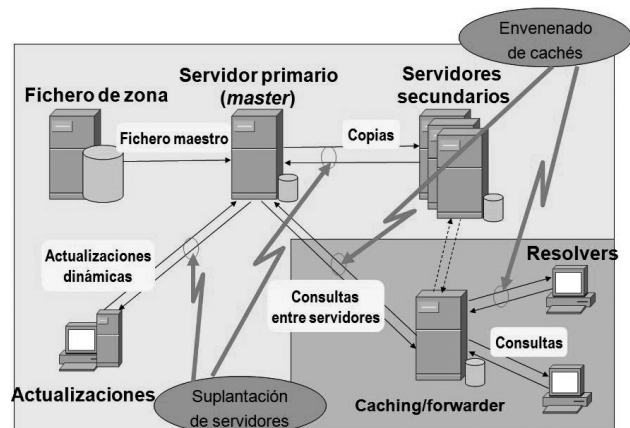 Envenenado
de cachés
Servidor primario
(master)
Servidores
secundarios
Fichero de zona
Fichero maestro
Copias
Actualizaciones
dinámicas
Resolvers
Consultas
entre servidores
Consultas
Actualizaciones
Suplantación
de servidores
Caching/forwarder